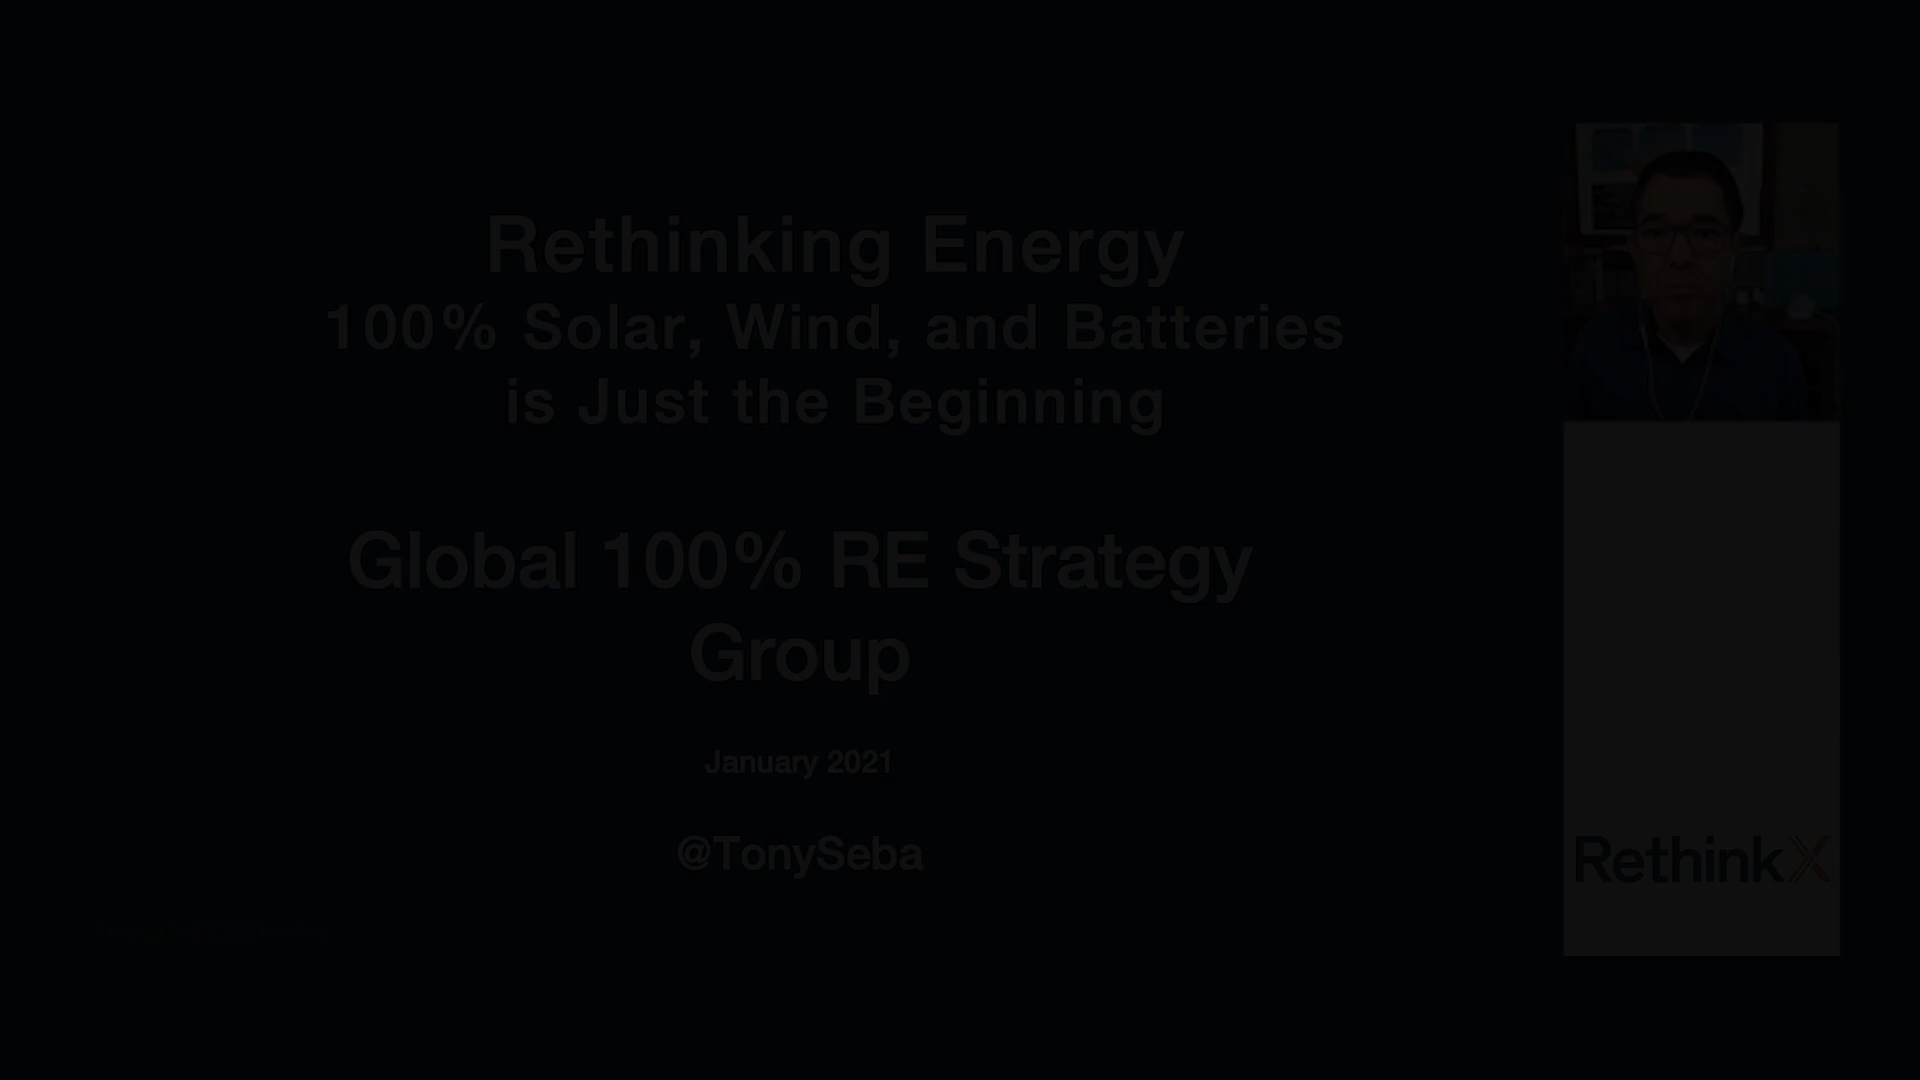 Rethinking Energy
100% Solar, Wind, and Batteries
is Just the Beginning
Global 100% RE Strategy
Group
January 2021
@TonySeba
RethinkX